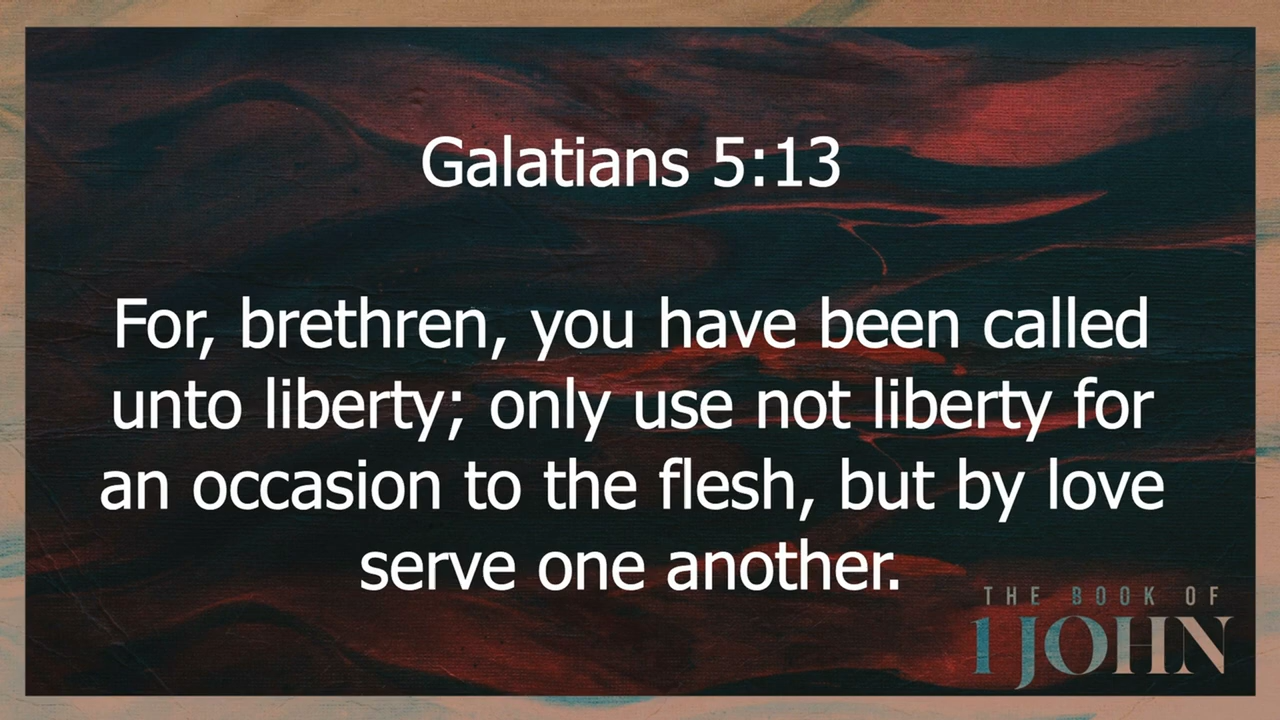 Galatians 5:13
For, brethren, you have been called
unto liberty; only use not liberty for
an occasion to the flesh, but by love
serve one another.
THE BOOK OF
1 JOHN